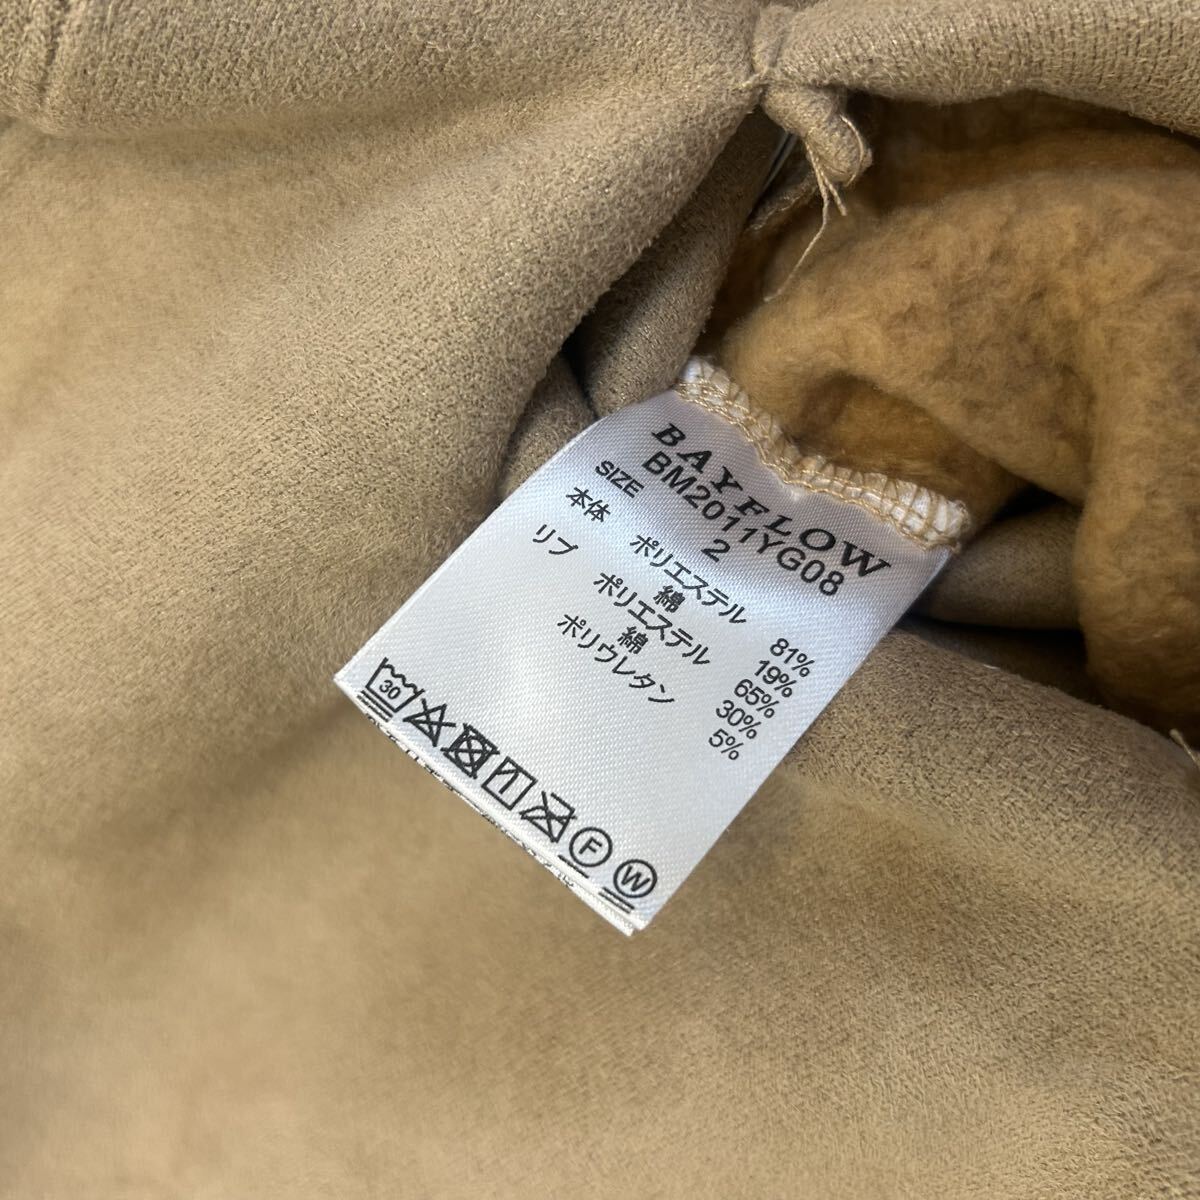 BAYFLOW
BM2011YG08
SIZE 2
本体 ポリエステル 81%
綿 19%
リブ ポリエステル 65%
綿 30%
ポリウレタン 5%
30 F W